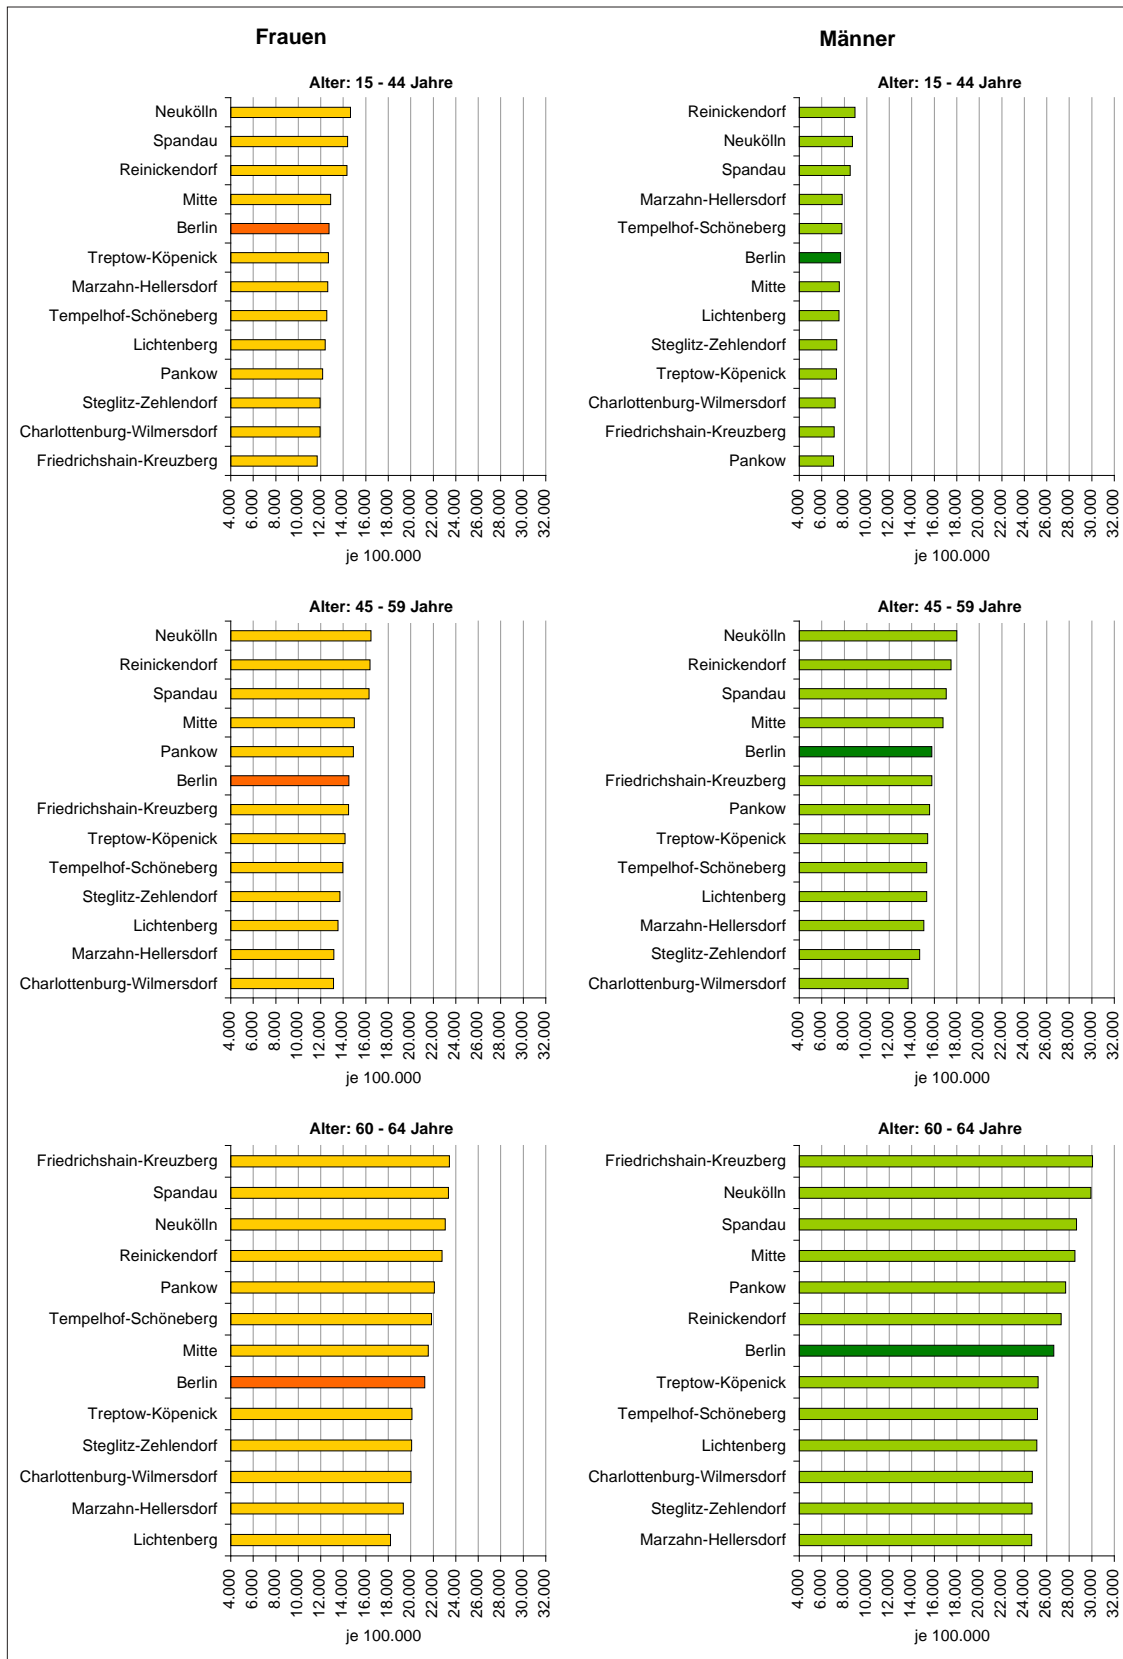 Frauen
Männer
Alter: 15 - 44 Jahre
Neukölln
Spandau
Reinickendorf
Mitte
Berlin
Treptow-Köpenick
Marzahn-Hellersdorf
Tempelhof-Schöneberg
Lichtenberg
Pankow
Steglitz-Zehlendorf
Charlottenburg-Wilmersdorf
Friedrichshain-Kreuzberg
4.000 6.000 8.000 10.000 12.000 14.000 16.000 18.000 20.000 22.000 24.000 26.000 28.000 30.000 32.000
je 100.000
Alter: 15 - 44 Jahre
Reinickendorf
Neukölln
Spandau
Marzahn-Hellersdorf
Tempelhof-Schöneberg
Berlin
Mitte
Lichtenberg
Steglitz-Zehlendorf
Treptow-Köpenick
Charlottenburg-Wilmersdorf
Friedrichshain-Kreuzberg
Pankow
4.000 6.000 8.000 10.000 12.000 14.000 16.000 18.000 20.000 22.000 24.000 26.000 28.000 30.000 32.000
je 100.000
Alter: 45 - 59 Jahre
Neukölln
Reinickendorf
Spandau
Mitte
Pankow
Berlin
Friedrichshain-Kreuzberg
Treptow-Köpenick
Tempelhof-Schöneberg
Steglitz-Zehlendorf
Lichtenberg
Marzahn-Hellersdorf
Charlottenburg-Wilmersdorf
4.000 6.000 8.000 10.000 12.000 14.000 16.000 18.000 20.000 22.000 24.000 26.000 28.000 30.000 32.000
je 100.000
Alter: 45 - 59 Jahre
Neukölln
Reinickendorf
Spandau
Mitte
Berlin
Friedrichshain-Kreuzberg
Pankow
Treptow-Köpenick
Tempelhof-Schöneberg
Lichtenberg
Marzahn-Hellersdorf
Steglitz-Zehlendorf
Charlottenburg-Wilmersdorf
4.000 6.000 8.000 10.000 12.000 14.000 16.000 18.000 20.000 22.000 24.000 26.000 28.000 30.000 32.000
je 100.000
Alter: 60 - 64 Jahre
Friedrichshain-Kreuzberg
Spandau
Neukölln
Reinickendorf
Pankow
Tempelhof-Schöneberg
Mitte
Berlin
Treptow-Köpenick
Steglitz-Zehlendorf
Charlottenburg-Wilmersdorf
Marzahn-Hellersdorf
Lichtenberg
4.000 6.000 8.000 10.000 12.000 14.000 16.000 18.000 20.000 22.000 24.000 26.000 28.000 30.000 32.000
je 100.000
Alter: 60 - 64 Jahre
Friedrichshain-Kreuzberg
Neukölln
Spandau
Mitte
Pankow
Reinickendorf
Berlin
Treptow-Köpenick
Tempelhof-Schöneberg
Lichtenberg
Charlottenburg-Wilmersdorf
Steglitz-Zehlendorf
Marzahn-Hellersdorf
4.000 6.000 8.000 10.000 12.000 14.000 16.000 18.000 20.000 22.000 24.000 26.000 28.000 30.000 32.000
je 100.000